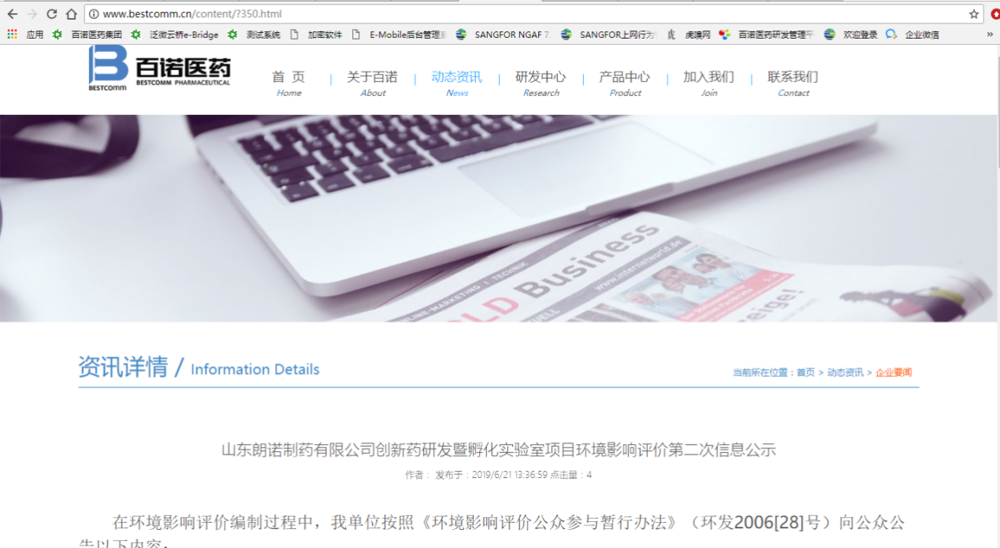 www.bestcomm.cn/content/?350.html
应用 百诺医药集团 泛微云桥e-Bridge 测试系统 加密软件 E-Mobile后台管理系 SANGFOR NGAF 7. SANGFOR上网行为 虎嗅网 百诺医药研发管理平 欢迎登录 企业微信 »
BESTCOMM
百诺医药
BESTCOMM PHARMACEUTICAL
首 页 关于百诺 动态资讯 研发中心 产品中心 加入我们 联系我们
Home About News Research Product Join Contact
Business
www.internetworld.de
ONLINE-MARKETING | TECHNIK
LD
资讯详情 / Information Details
当前所在位置：首页 > 动态资讯 > 企业要闻
山东朗诺制药有限公司创新药研发暨孵化实验室项目环境影响评价第二次信息公示
作者： 发布于：2019/6/21 13:36:59 点击量：4
在环境影响评价编制过程中，我单位按照《环境影响评价公众参与暂行办法》（环发2006[28]号）向公众公
告以下内容：